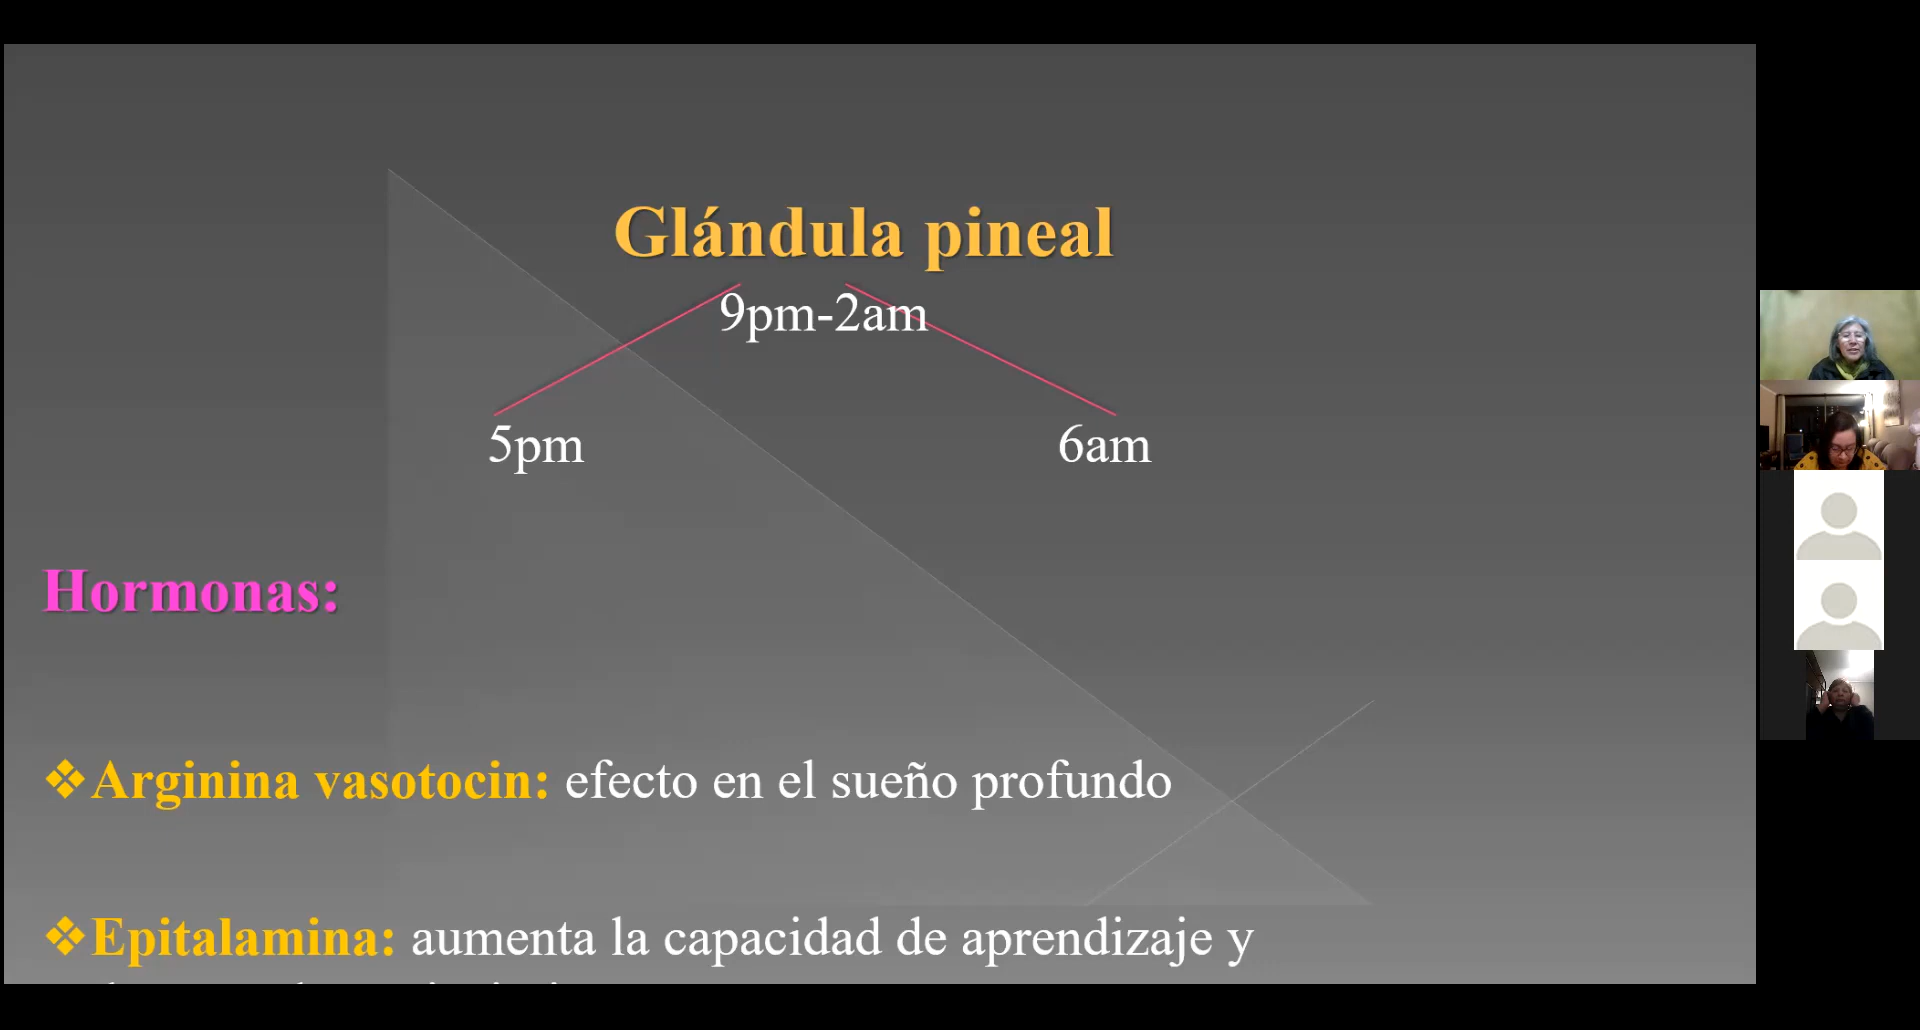 Glándula pineal
9pm-2am
5pm 6am
Hormonas:
❖Arginina vasotocin: efecto en el sueño profundo
❖Epitalamina: aumenta la capacidad de aprendizaje y